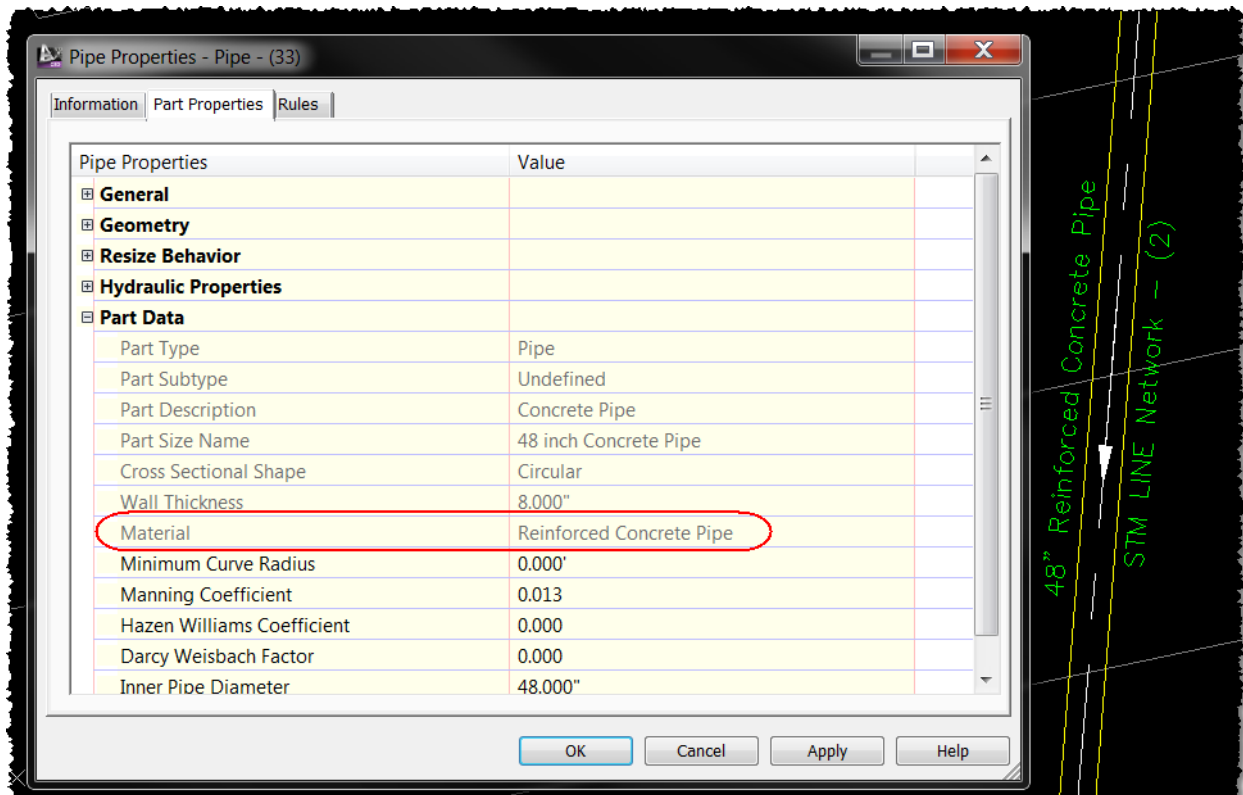 Pipe Properties - Pipe - (33)
Information Part Properties Rules
Pipe Properties Value
General
Geometry
Resize Behavior
Hydraulic Properties
Part Data
Part Type Pipe
Part Subtype Undefined
Part Description Concrete Pipe
Part Size Name 48 inch Concrete Pipe
Cross Sectional Shape Circular
Wall Thickness 8.000"
Material Reinforced Concrete Pipe
Minimum Curve Radius 0.000'
Manning Coefficient 0.013
Hazen Williams Coefficient 0.000
Darcy Weisbach Factor 0.000
Inner Pipe Diameter 48.000"
OK Cancel Apply Help
48" Reinforced Concrete Pipe
STM LINE Network - (2)